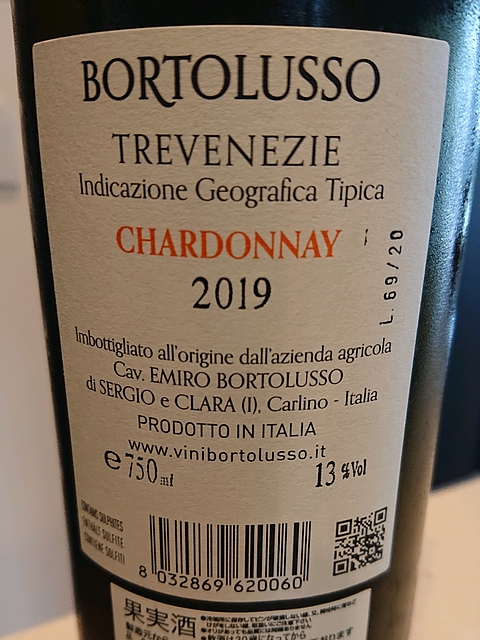 BORTOLUSSO
TREVENEZIE
Indicazione Geografica Tipica
CHARDONNAY
2019
L.69/20
Imbottigliato all'origine dall'azienda agricola
Cav. EMIRO BORTOLUSSO
di SERGIO e CLARA (I), Carlino - Italia
PRODOTTO IN ITALIA
www.vinibortolusso.it
e 750 ml
13 %Vol
CONTAINS SULPHITES
ENTHÄLT SULFITE
CONTIENE SOLFITI
8 032869 620060
果実酒